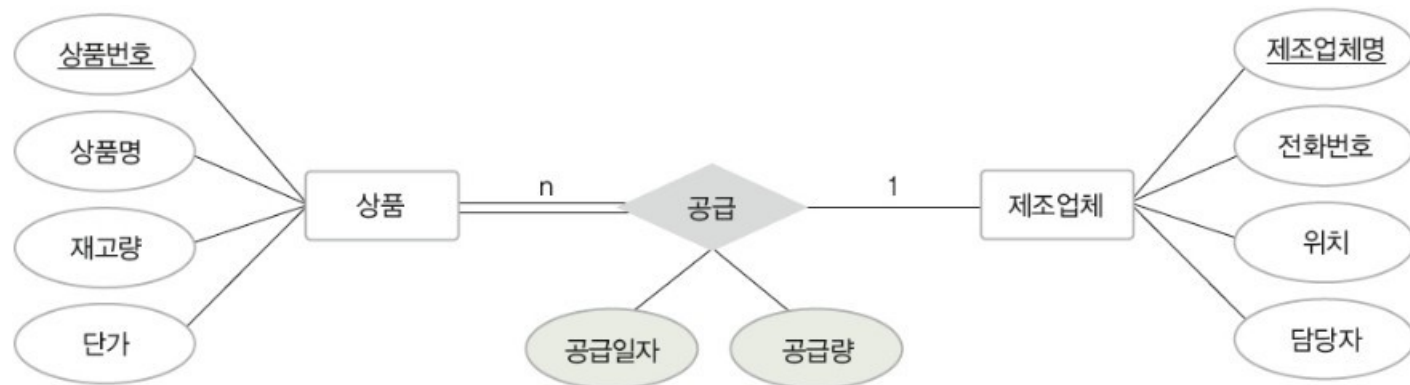 상품번호
상품명
재고량
단가
상품
n
공급
1
제조업체
공급일자
공급량
제조업체명
전화번호
위치
담당자